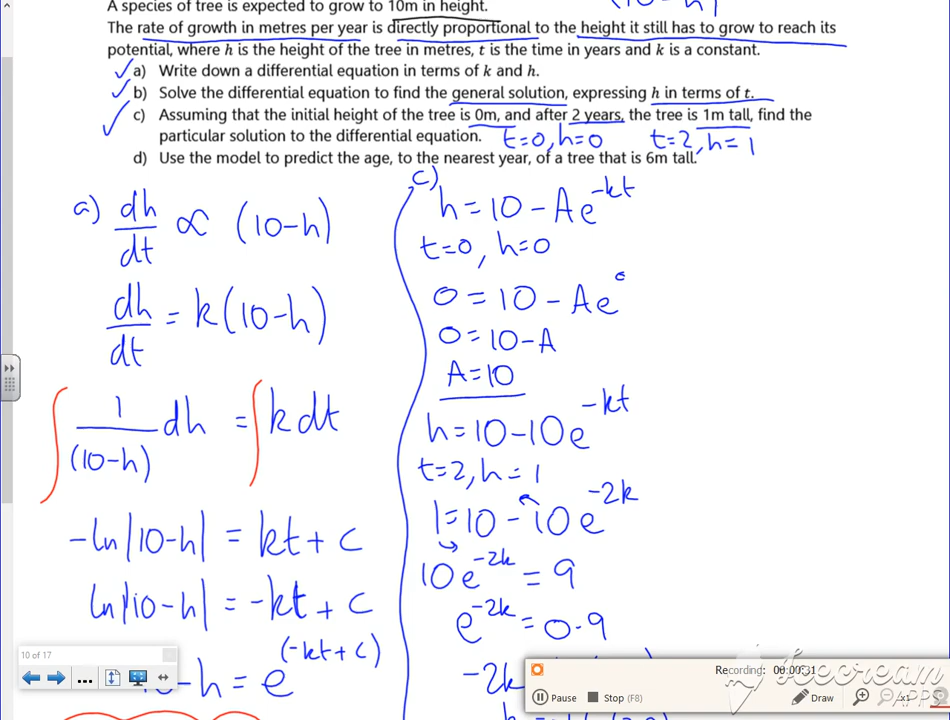 A species of tree is expected to grow to 10m in height.
The rate of growth in metres per year is directly proportional to the height it still has to grow to reach its
potential, where h is the height of the tree in metres, t is the time in years and k is a constant.
a) Write down a differential equation in terms of k and h.
b) Solve the differential equation to find the general solution, expressing h in terms of t.
c) Assuming that the initial height of the tree is 0m, and after 2 years, the tree is 1m tall, find the
particular solution to the differential equation. t=0, h=0 t=2, h=1
d) Use the model to predict the age, to the nearest year, of a tree that is 6m tall.
a) dh/dt ∝ (10-h)
dh/dt = k(10-h)
∫ 1/(10-h) dh = ∫ k dt
-ln|10-h| = kt + c
ln|10-h| = -kt + c
-h = e^(-kt + c)
c)
h = 10 - Ae^-kt
t=0, h=0
0 = 10 - Ae^0
0 = 10 - A
A = 10
h = 10 - 10e^-kt
t=2, h=1
1 = 10 - 10e^-2k
10e^-2k = 9
e^-2k = 0.9
-2k
10 of 17
Recording: 00:00:31
Pause
Stop (F8)
Draw
x1
Icecream
APPS